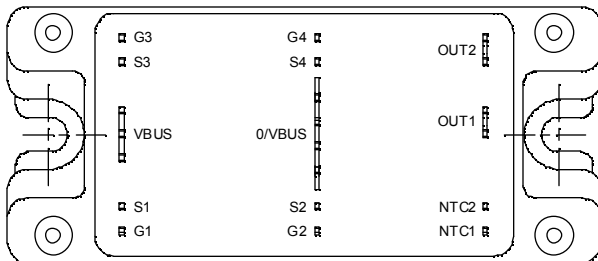 G3 G4
OUT2
S3 S4
OUT1
VBUS 0/VBUS
S1 S2 NTC2
G1 G2 NTC1